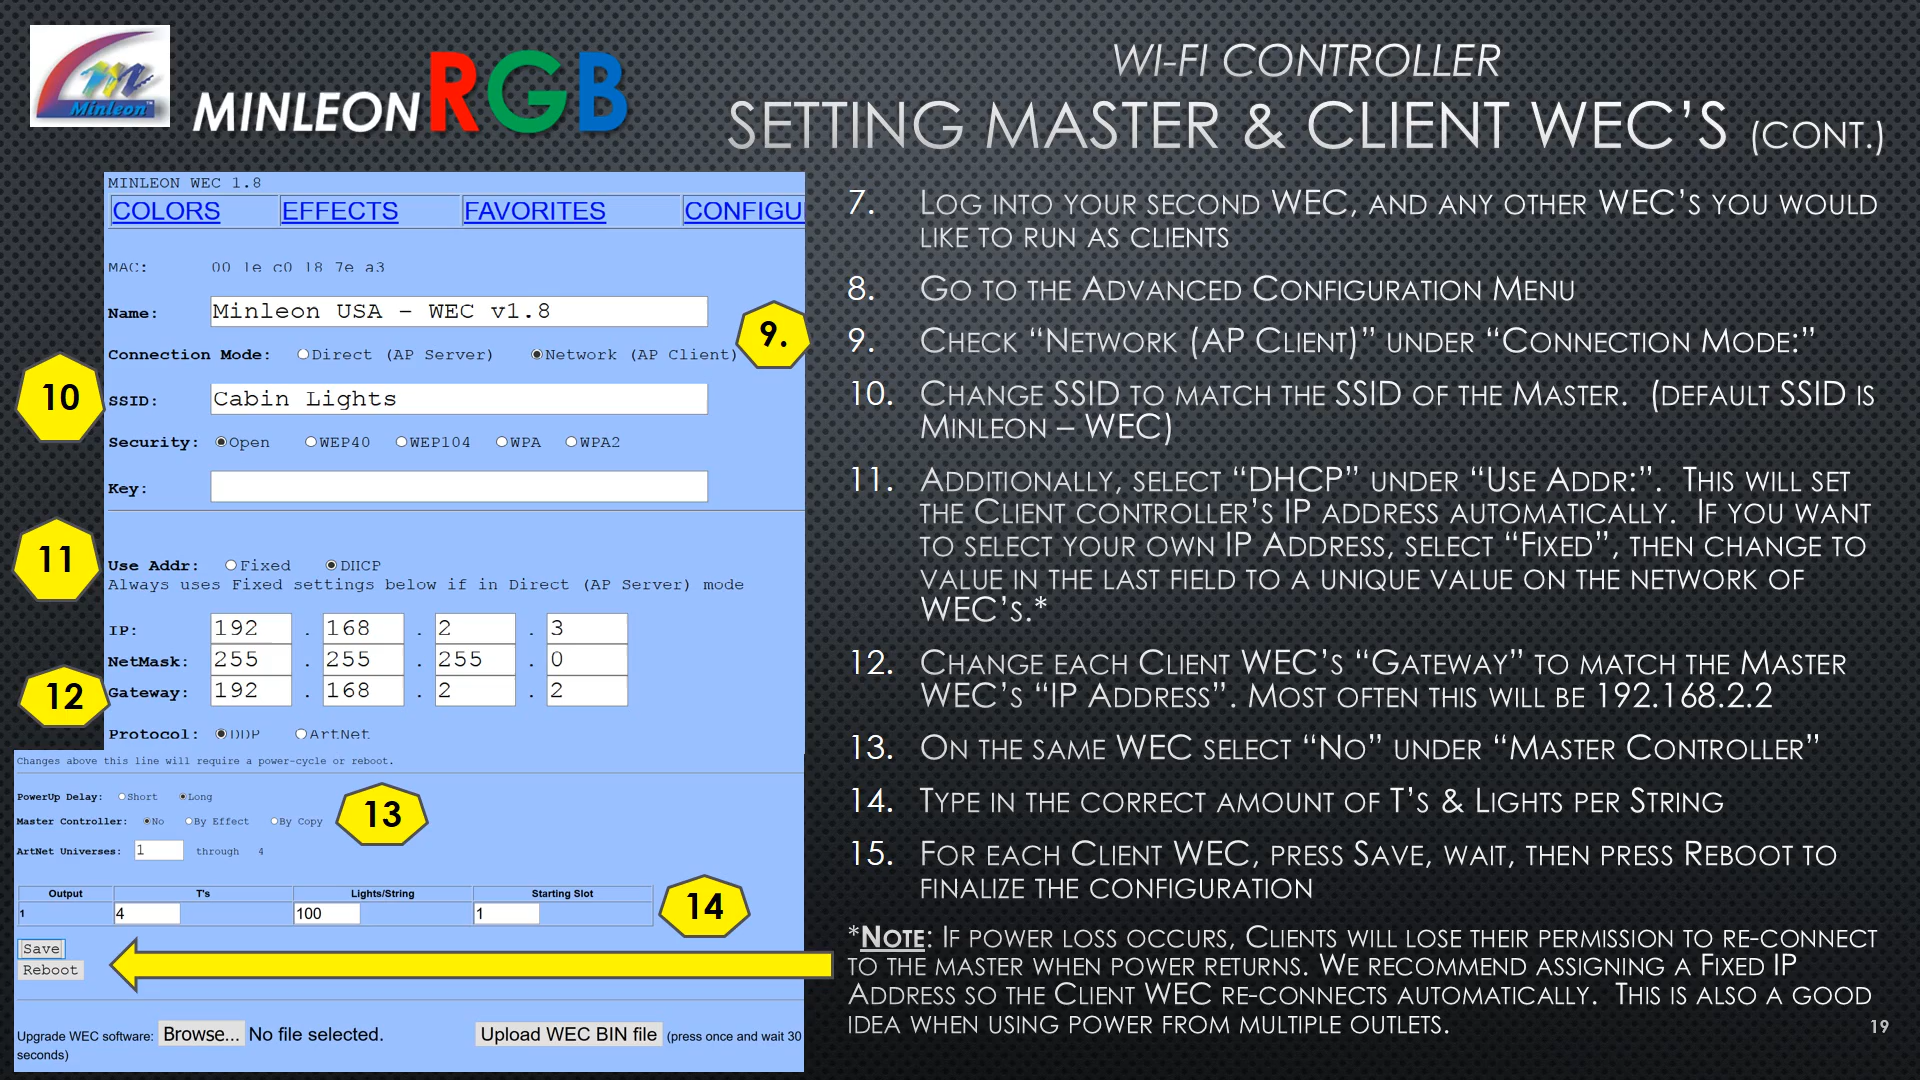 Minleon™
MINLEON RGB
WI-FI CONTROLLER
SETTING MASTER & CLIENT WEC'S (CONT.)
MINLEON WEC 1.8
COLORS EFFECTS FAVORITES CONFIGU
MAC: 00 1e c0 18 7e a3
Name: Minleon USA - WEC v1.8
9.
Connection Mode: Direct (AP Server) Network (AP Client)
10
SSID: Cabin Lights
Security: Open WEP40 WEP104 WPA WPA2
Key:
11
Use Addr: Fixed DHCP
Always uses Fixed settings below if in Direct (AP Server) mode
IP: 192 . 168 . 2 . 3
NetMask: 255 . 255 . 255 . 0
12
Gateway: 192 . 168 . 2 . 2
Protocol: DDP ArtNet
Changes above this line will require a power-cycle or reboot.
PowerUp Delay: Short Long
13
Master Controller: No By Effect By Copy
ArtNet Universes: 1 through 4
Output T's Lights/String Starting Slot
1 4 100 1
14
Save
Reboot
Upgrade WEC software: Browse... No file selected. Upload WEC BIN file (press once and wait 30
seconds)
7. LOG INTO YOUR SECOND WEC, AND ANY OTHER WEC'S YOU WOULD
LIKE TO RUN AS CLIENTS
8. GO TO THE ADVANCED CONFIGURATION MENU
9. CHECK “NETWORK (AP CLIENT)” UNDER “CONNECTION MODE:”
10. CHANGE SSID TO MATCH THE SSID OF THE MASTER. (DEFAULT SSID IS
MINLEON – WEC)
11. ADDITIONALLY, SELECT “DHCP” UNDER “USE ADDR:”. THIS WILL SET
THE CLIENT CONTROLLER'S IP ADDRESS AUTOMATICALLY. IF YOU WANT
TO SELECT YOUR OWN IP ADDRESS, SELECT “FIXED”, THEN CHANGE TO
VALUE IN THE LAST FIELD TO A UNIQUE VALUE ON THE NETWORK OF
WEC'S.*
12. CHANGE EACH CLIENT WEC'S “GATEWAY” TO MATCH THE MASTER
WEC'S “IP ADDRESS”. MOST OFTEN THIS WILL BE 192.168.2.2
13. ON THE SAME WEC SELECT “NO” UNDER “MASTER CONTROLLER”
14. TYPE IN THE CORRECT AMOUNT OF T'S & LIGHTS PER STRING
15. FOR EACH CLIENT WEC, PRESS SAVE, WAIT, THEN PRESS REBOOT TO
FINALIZE THE CONFIGURATION
*NOTE: IF POWER LOSS OCCURS, CLIENTS WILL LOSE THEIR PERMISSION TO RE-CONNECT
TO THE MASTER WHEN POWER RETURNS. WE RECOMMEND ASSIGNING A FIXED IP
ADDRESS SO THE CLIENT WEC RE-CONNECTS AUTOMATICALLY. THIS IS ALSO A GOOD
IDEA WHEN USING POWER FROM MULTIPLE OUTLETS.
19